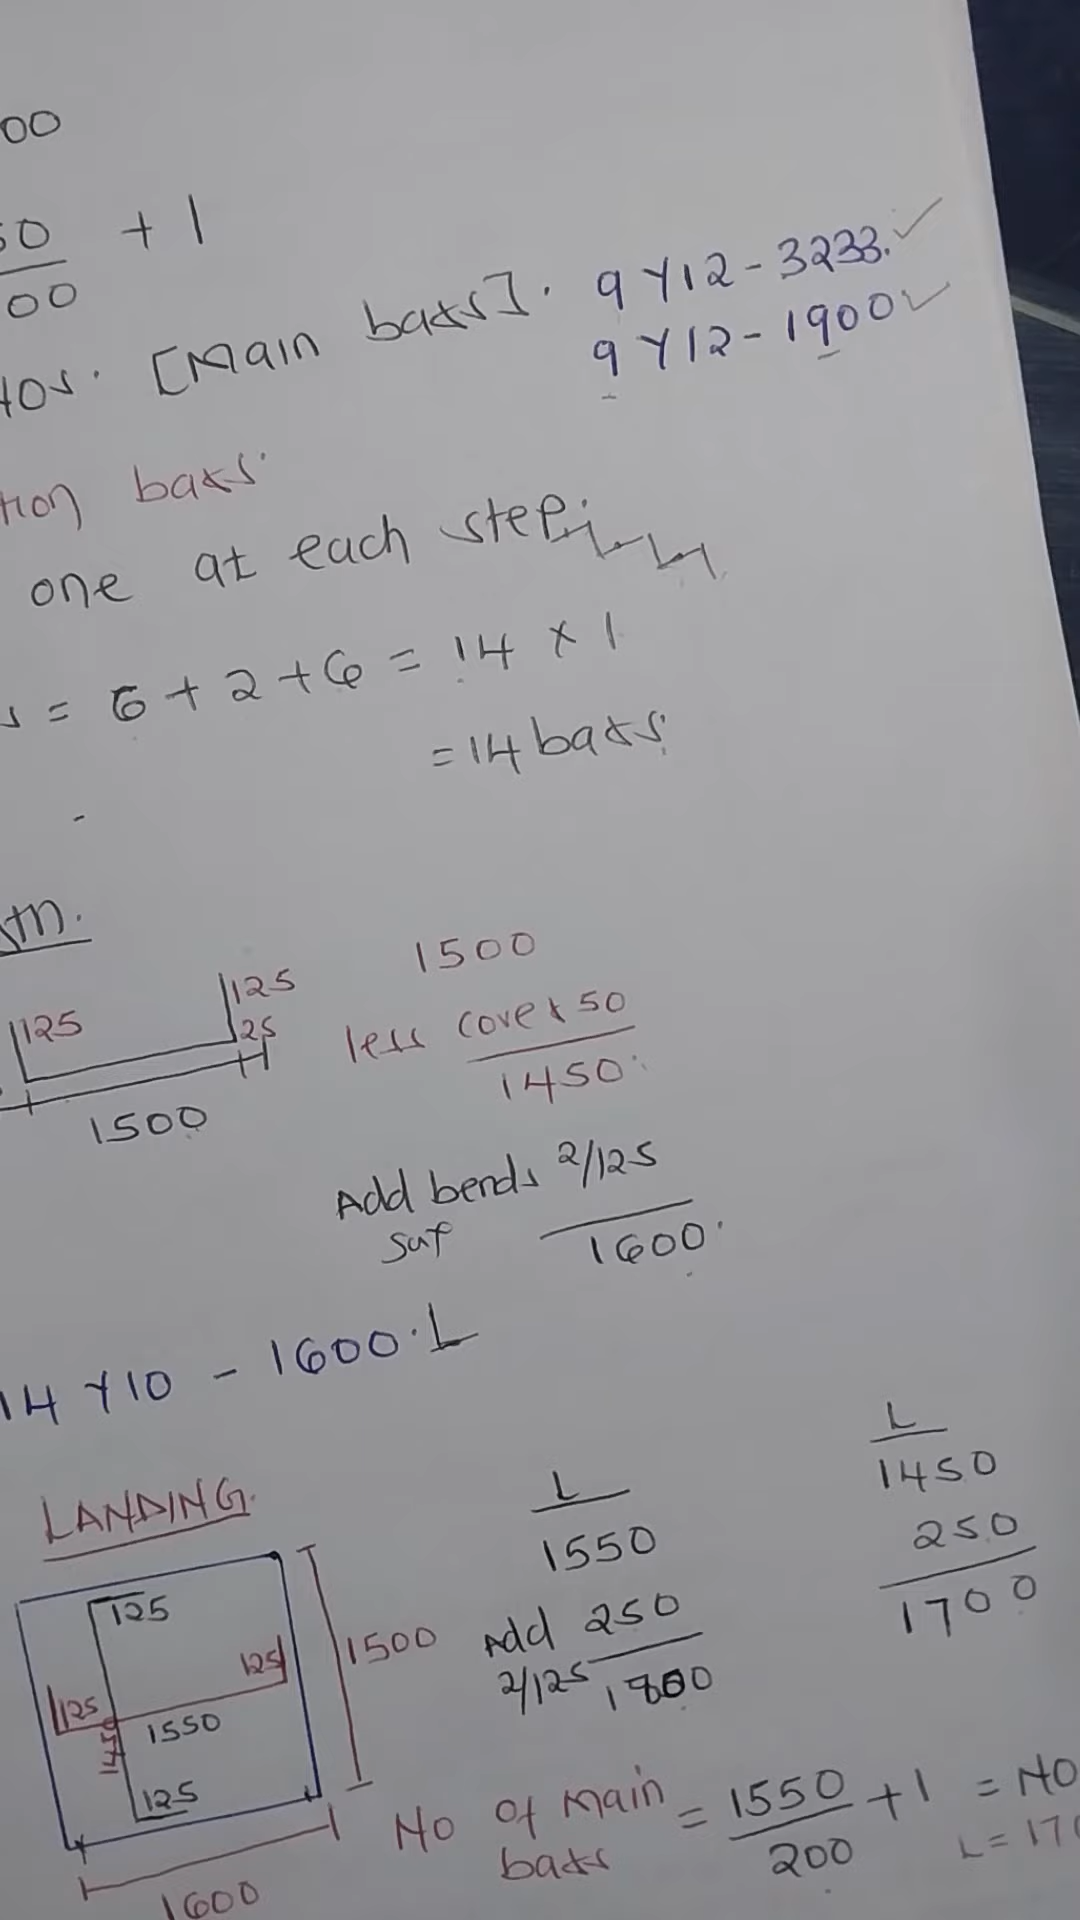 00
50 + 1
00
tos. [Main bars]. 9 Y12 - 3233.
9 Y12 - 1900
tion bars.
one at each step.
s = 6 + 2 + 6 = 14 x 1
= 14 bars.
tn.
125
125
25
1500
1500
less cover 50
1450.
Add bends 2/125
suf
1600.
14 Y10 - 1600.L
LANDING.
125
125
125
1550
125
1500
1600
L
1550
Add 250
2/125 1800
L
1450
250
1700
No of main bars = 1550 + 1 = NO
200
L = 170